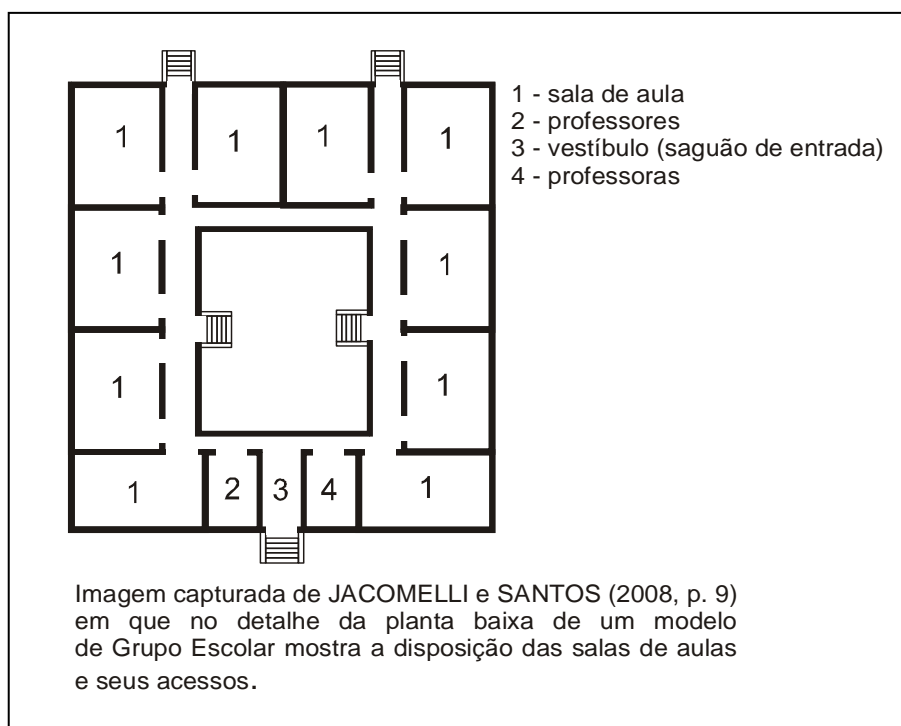 1 - sala de aula
2 - professores
3 - vestíbulo (saguão de entrada)
4 - professoras
1 1 1 1
1 1
1 1
1 2 3 4 1
Imagem capturada de JACOMELLI e SANTOS (2008, p. 9)
em que no detalhe da planta baixa de um modelo
de Grupo Escolar mostra a disposição das salas de aulas
e seus acessos.